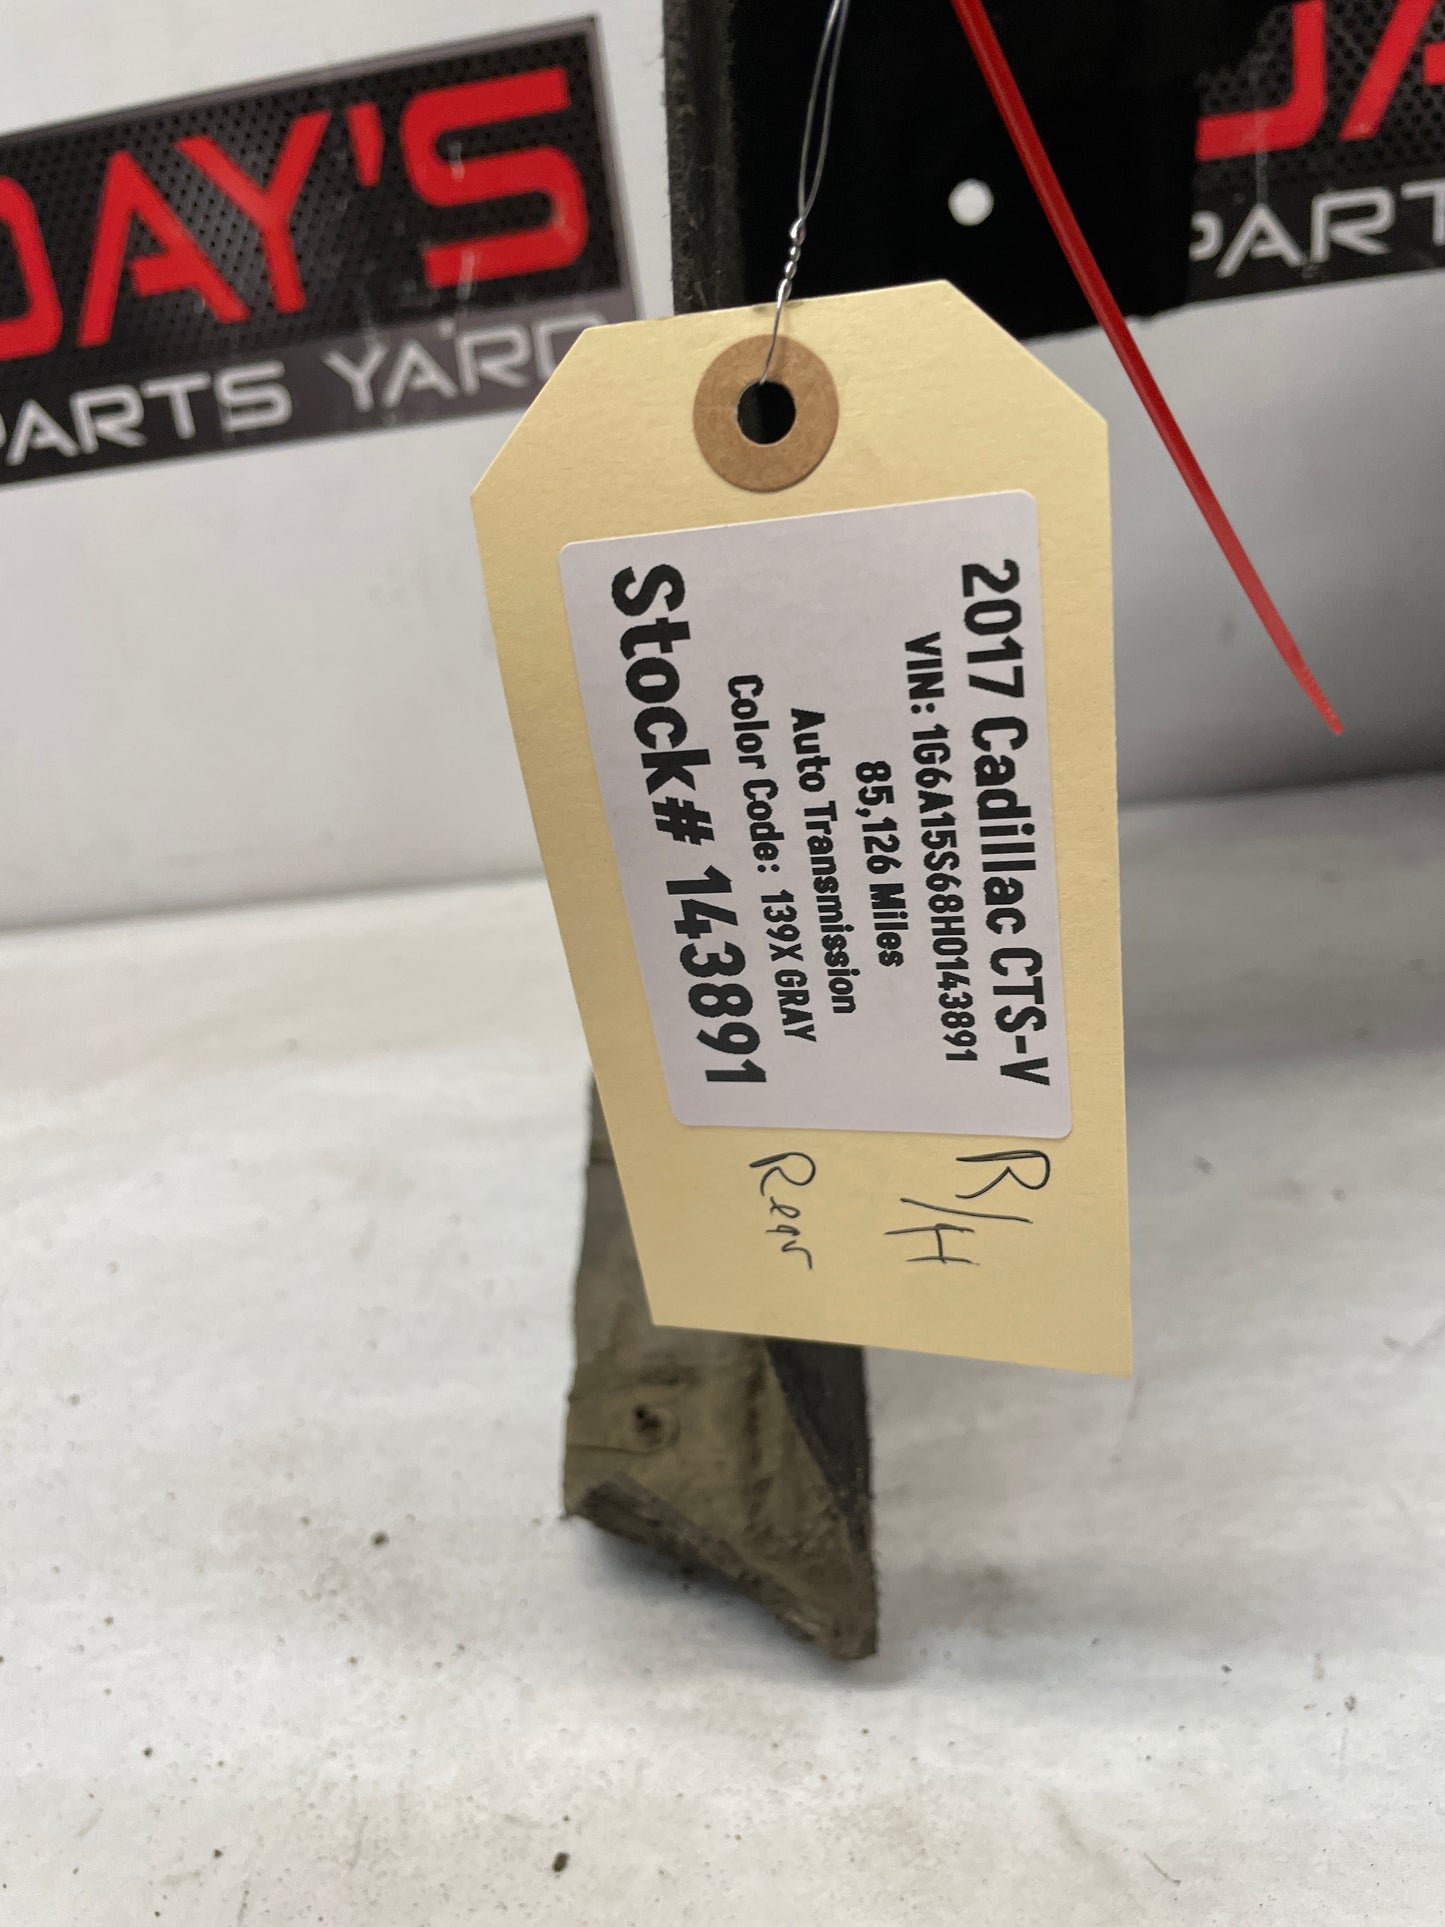 DAY'S
PARTS YARD
DA
PART
2017 Cadillac CTS-V
VIN: 1G6A15S68H0143891
85,126 Miles
Auto Transmission
Color Code: 139X GRAY
Stock# 143891
R/H
Rear